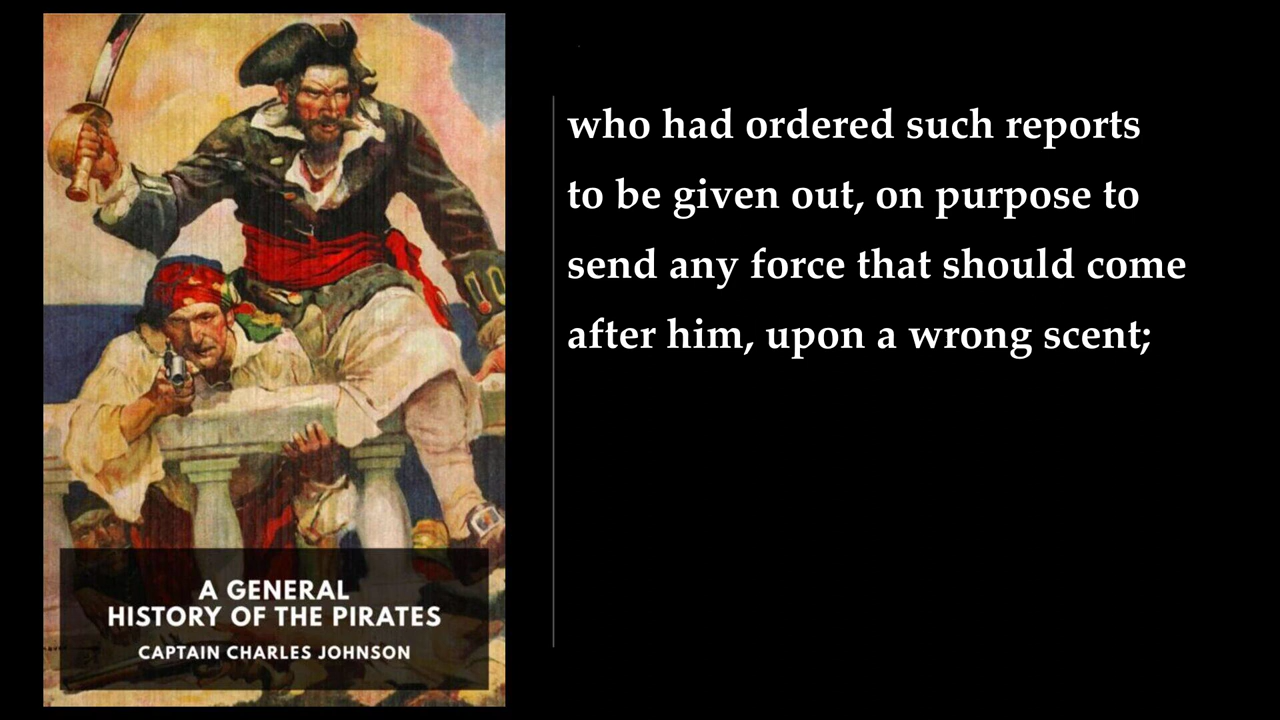 who had ordered such reports
to be given out, on purpose to
send any force that should come
after him, upon a wrong scent;
A GENERAL
HISTORY OF THE PIRATES
CAPTAIN CHARLES JOHNSON